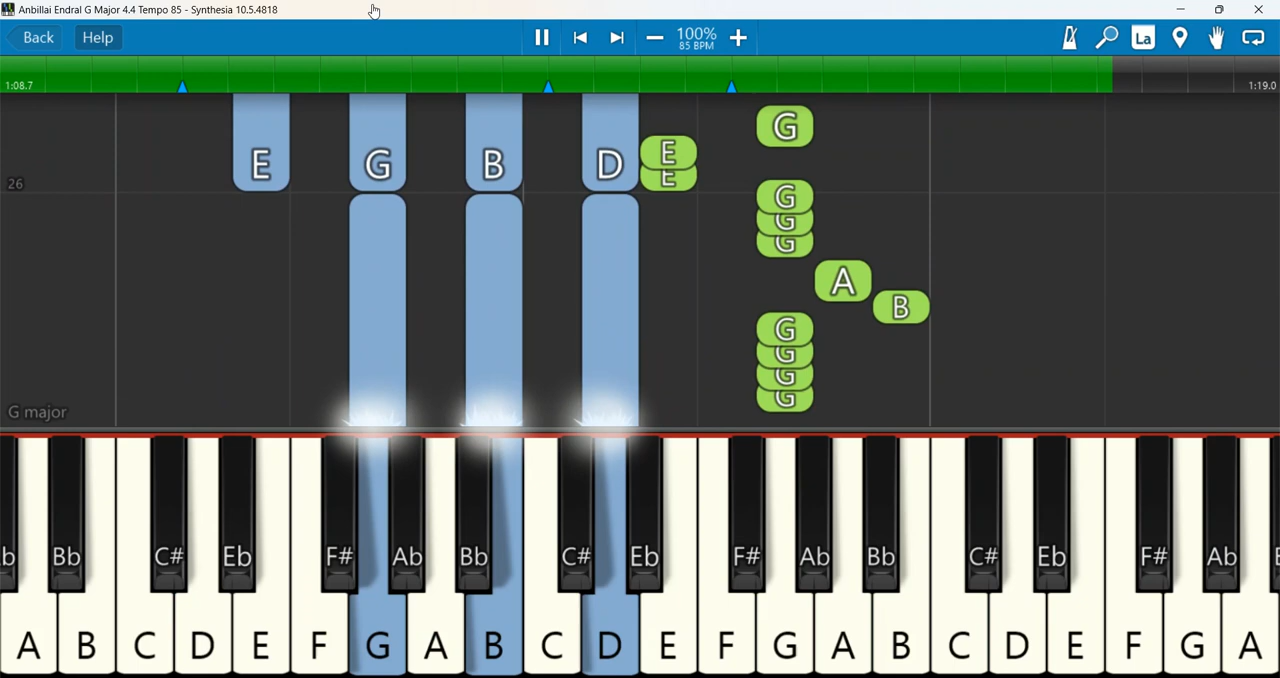 Anbillai Endral G Major 4.4 Tempo 85 - Synthesia 10.5.4818
Back Help 100% La
85 BPM
1:08.7 1:19.0
G
E
E G B D
E
26
G
G
G
A
B
G
G
G
G
G major
b Bb C# Eb F# Ab Bb C# Eb F# Ab Bb C# Eb F# Ab E
A B C D E F G A B C D E F G A B C D E F G A